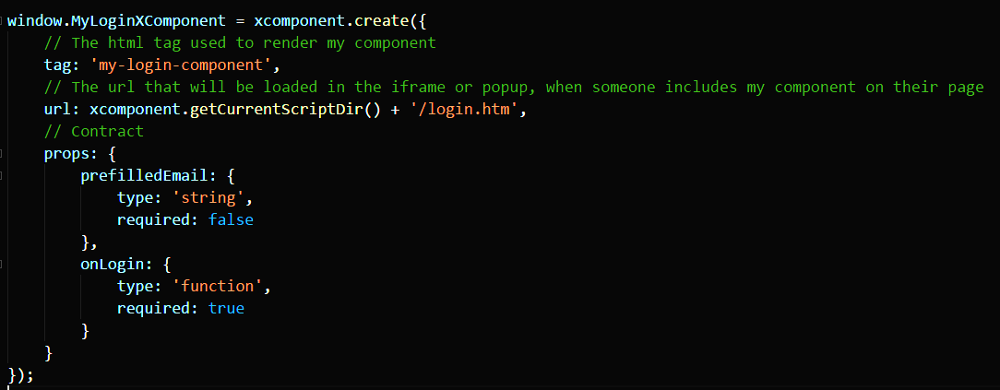 window.MyLoginXComponent = xcomponent.create({
    // The html tag used to render my component
    tag: 'my-login-component',
    // The url that will be loaded in the iframe or popup, when someone includes my component on their page
    url: xcomponent.getCurrentScriptDir() + '/login.htm',
    // Contract
    props: {
        prefilledEmail: {
            type: 'string',
            required: false
        },
        onLogin: {
            type: 'function',
            required: true
        }
    }
});